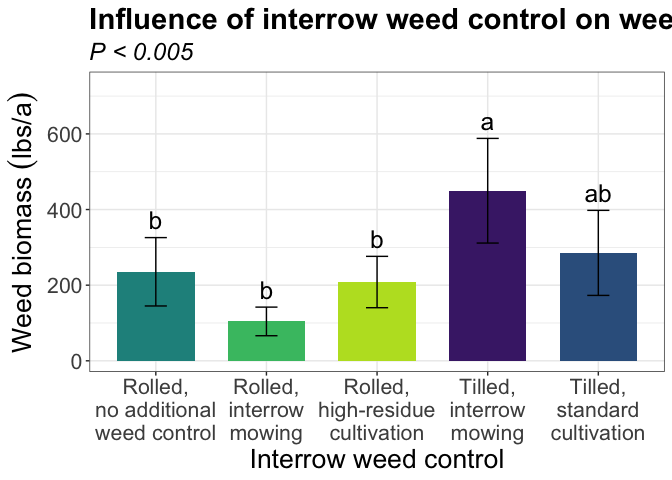 Influence of interrow weed control on wee
P < 0.005
Weed biomass (lbs/a)
600
400
200
0
a
b
b
b
ab
Rolled,
no additional
weed control
Rolled,
interrow
mowing
Rolled,
high-residue
cultivation
Tilled,
interrow
mowing
Tilled,
standard
cultivation
Interrow weed control